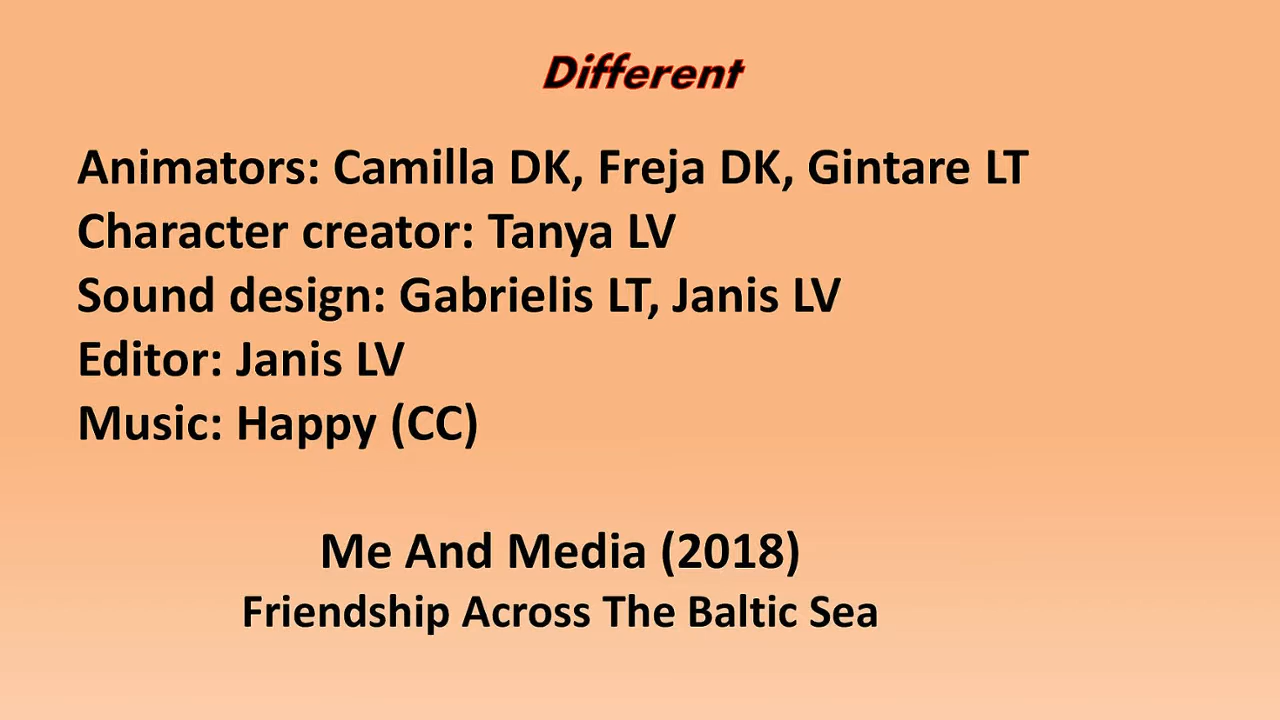 Different
Animators: Camilla DK, Freja DK, Gintare LT
Character creator: Tanya LV
Sound design: Gabrielis LT, Janis LV
Editor: Janis LV
Music: Happy (CC)
Me And Media (2018)
Friendship Across The Baltic Sea